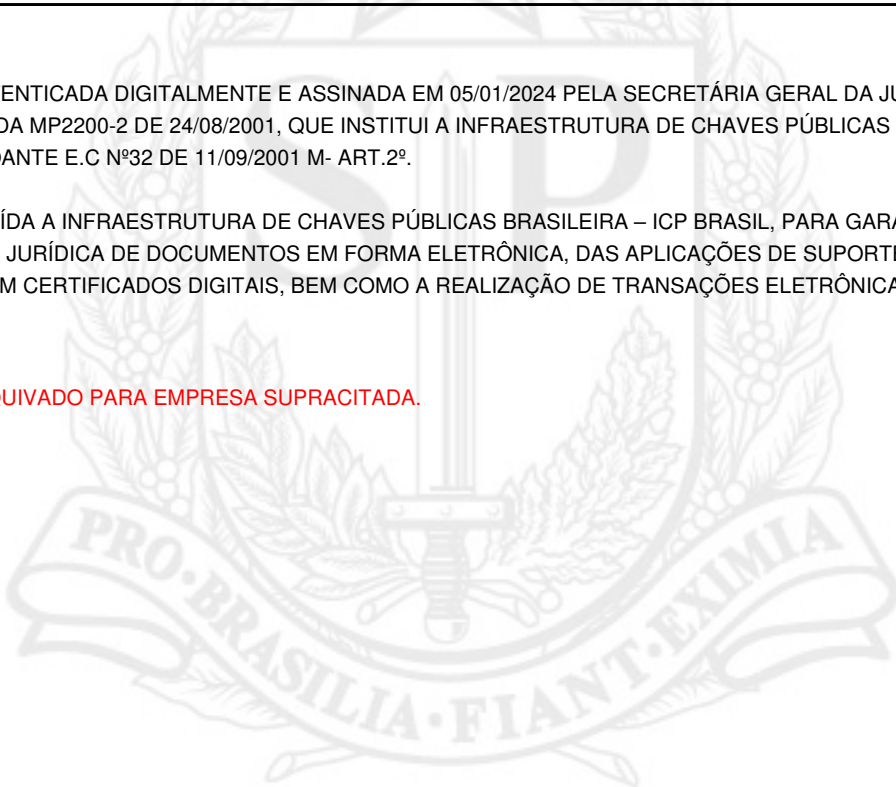 ENTICADA DIGITALMENTE E ASSINADA EM 05/01/2024 PELA SECRETÁRIA GERAL DA JU
DA MP2200-2 DE 24/08/2001, QUE INSTITUI A INFRAESTRUTURA DE CHAVES PÚBLICAS
DANTE E.C Nº32 DE 11/09/2001 M- ART.2º.
ÍDA A INFRAESTRUTURA DE CHAVES PÚBLICAS BRASILEIRA – ICP BRASIL, PARA GARA
JURÍDICA DE DOCUMENTOS EM FORMA ELETRÔNICA, DAS APLICAÇÕES DE SUPORTE
M CERTIFICADOS DIGITAIS, BEM COMO A REALIZAÇÃO DE TRANSAÇÕES ELETRÔNICA
UIVADO PARA EMPRESA SUPRACITADA.
SP
PRO·BRASILIA·FIANT·EXIMIA